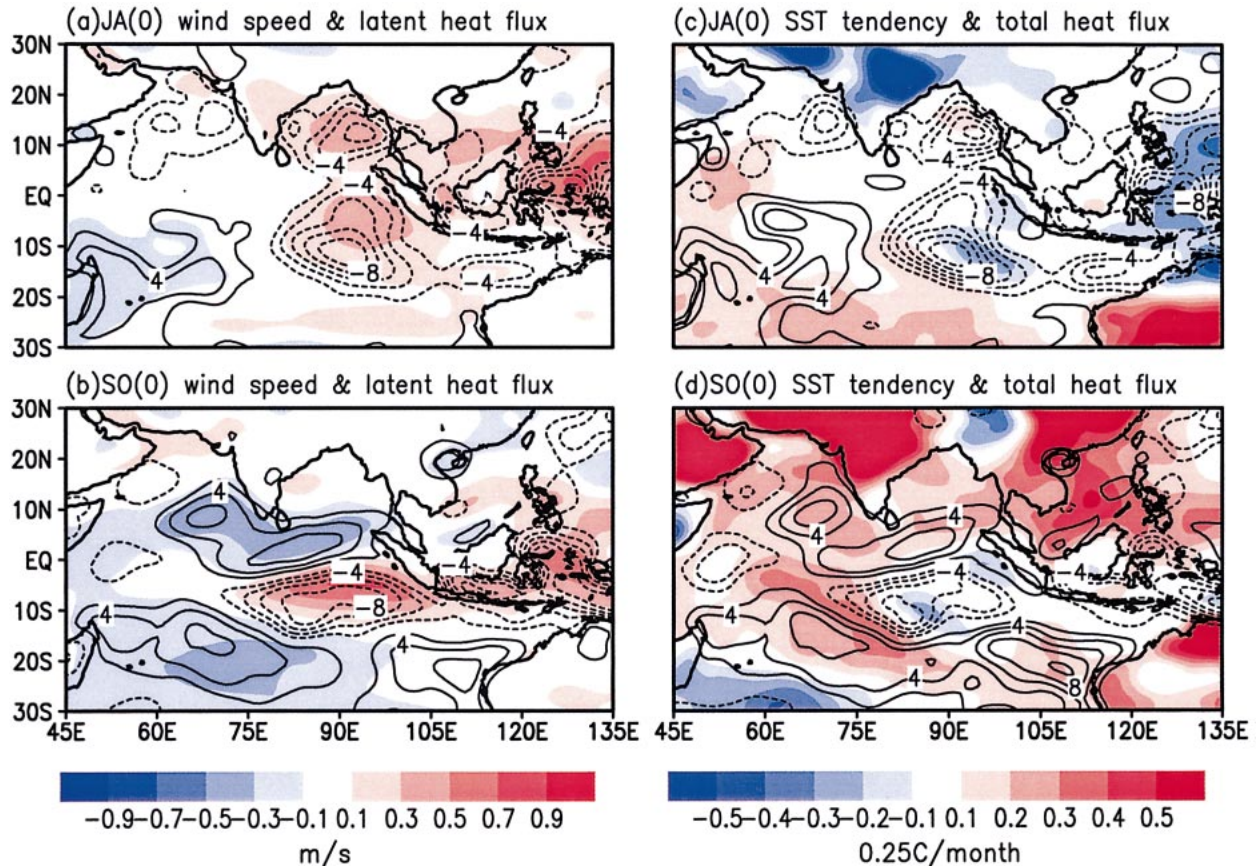 (a)JA(0) wind speed & latent heat flux
(c)JA(0) SST tendency & total heat flux
30N
20N
10N
EQ
10S
20S
30S
-4
-4
-4
-8
-4
-4
4
-4
-4
-4
-8
-8
-4
4
4
(b)SO(0) wind speed & latent heat flux
(d)SO(0) SST tendency & total heat flux
30N
20N
10N
EQ
10S
20S
30S
4
-4
-4
-8
4
4
4
4
-4
-4
4
4
4
8
45E 60E 75E 90E 105E 120E 135E
45E 60E 75E 90E 105E 120E 135E
-0.9 -0.7 -0.5 -0.3 -0.1 0.1 0.3 0.5 0.7 0.9
m/s
-0.5 -0.4 -0.3 -0.2 -0.1 0.1 0.2 0.3 0.4 0.5
0.25C/month